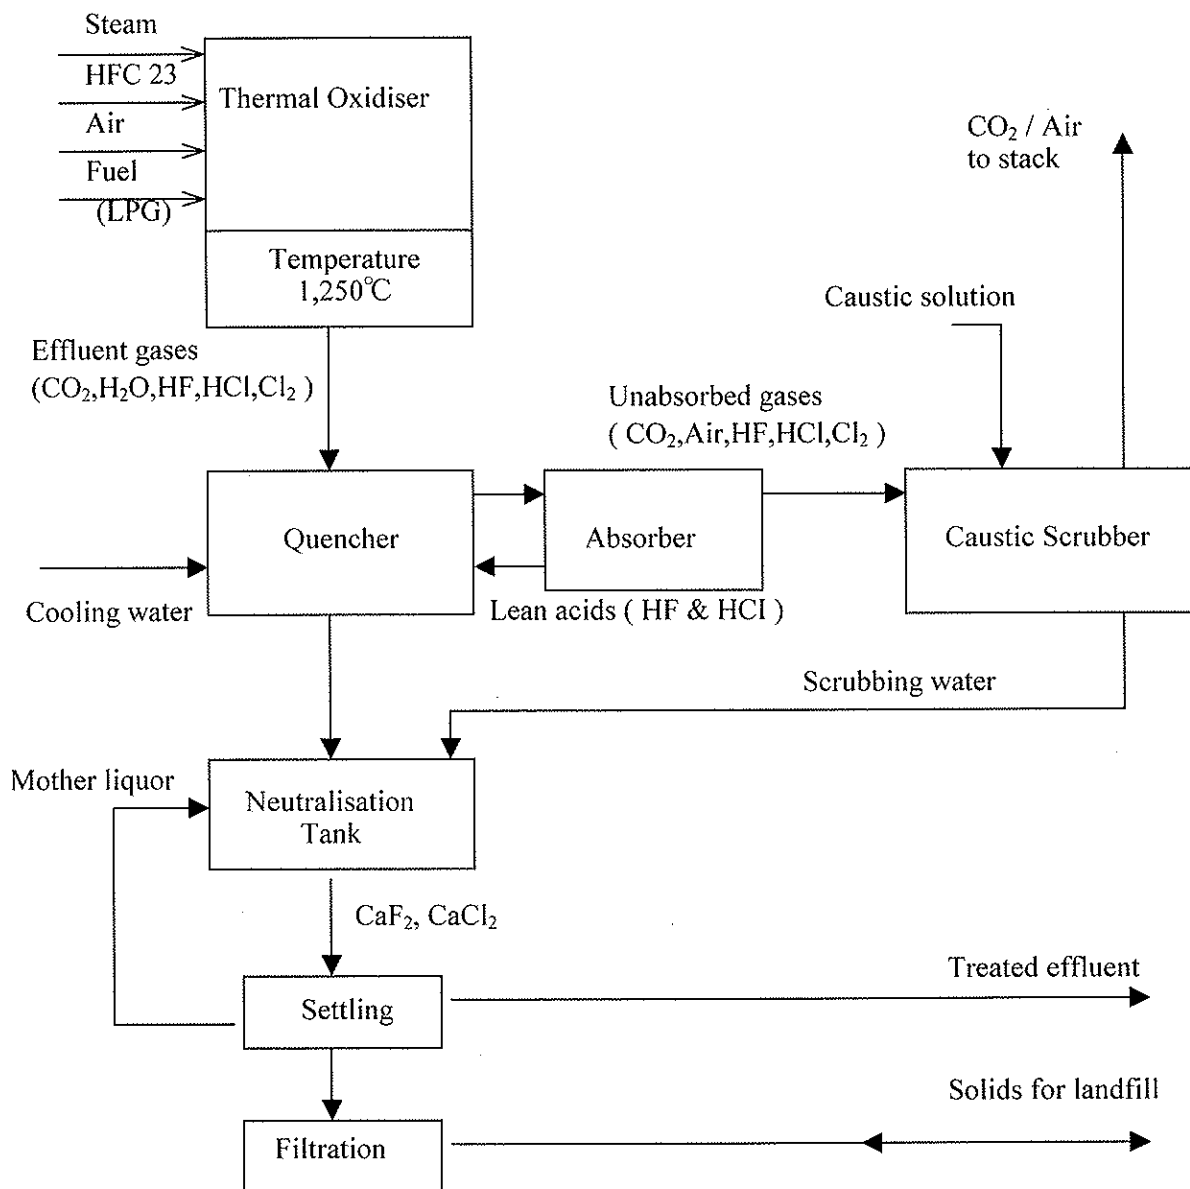 Steam
HFC 23
Air
Fuel
(LPG)
Thermal Oxidiser
Temperature
1,250℃
CO₂ / Air
to stack
Caustic solution
Effluent gases
(CO₂,H₂O,HF,HCl,Cl₂ )
Unabsorbed gases
( CO₂,Air,HF,HCl,Cl₂ )
Quencher
Absorber
Caustic Scrubber
Cooling water
Lean acids ( HF & HCl )
Scrubbing water
Mother liquor
Neutralisation
Tank
CaF₂, CaCl₂
Settling
Treated effluent
Solids for landfill
Filtration